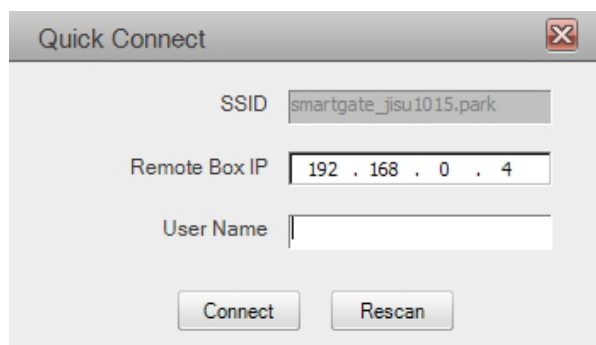 Quick Connect
SSID smartgate_jisu1015.park
Remote Box IP 192 . 168 . 0 . 4
User Name
Connect Rescan